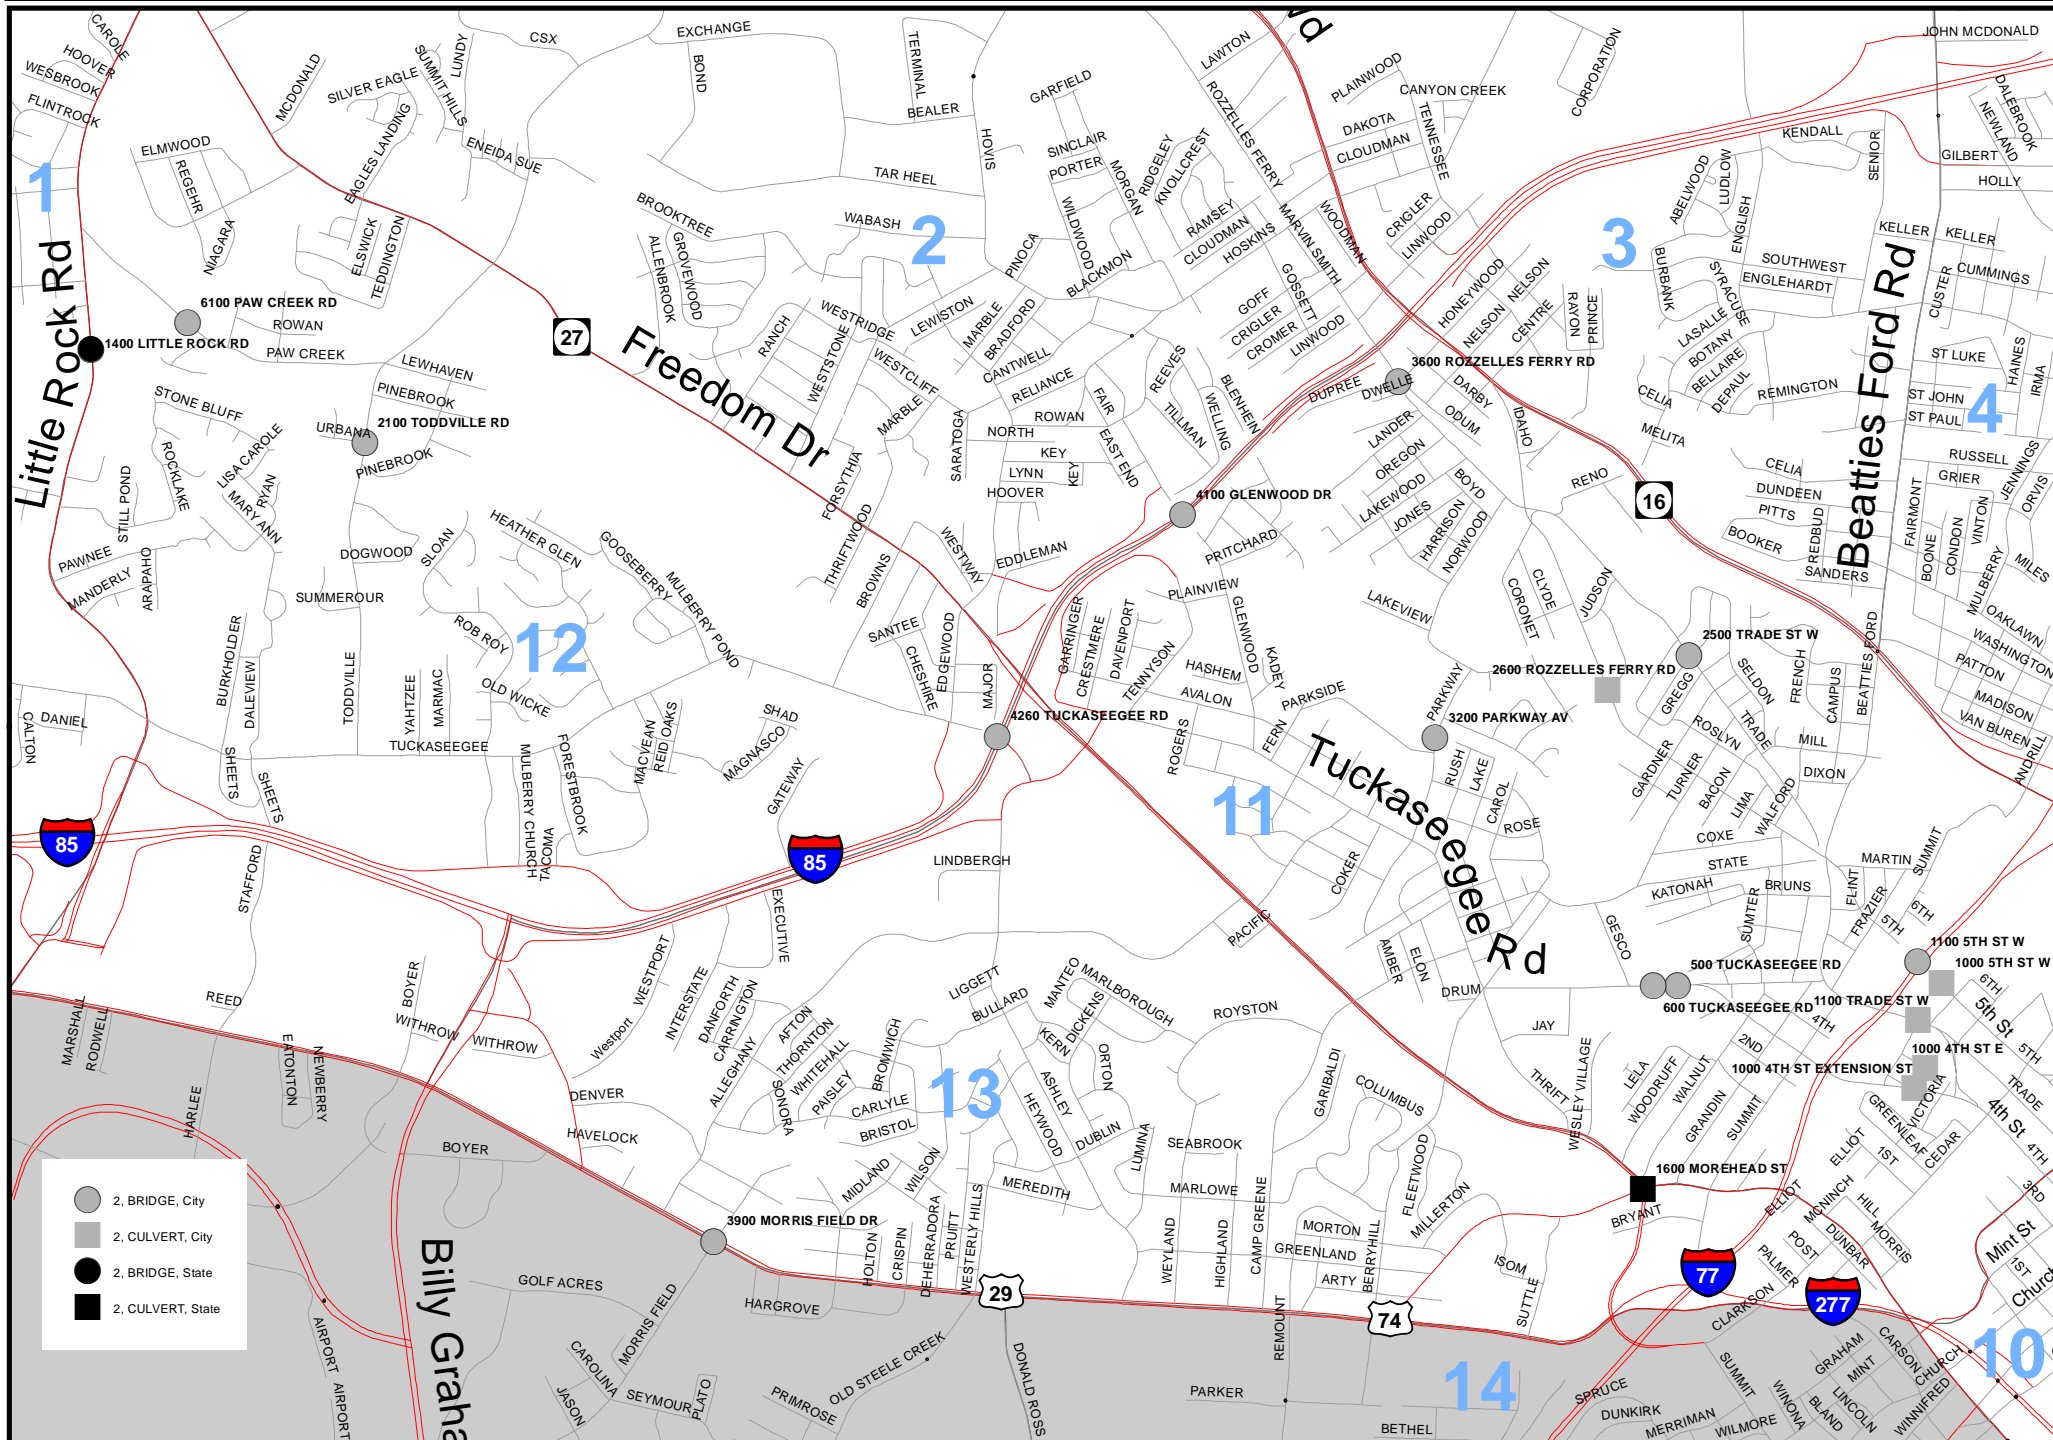 CAROLE
HOOVER
WESBROOK
FLINTROCK
MCDONALD
SILVER EAGLE
SUMMIT HILLS
LUNDY
CSX
EXCHANGE
BOND
TERMINAL
BEALER
GARFIELD
LAWTON
PLAINWOOD
CANYON CREEK
CORPORATION
JOHN MCDONALD
DALEBROOK
NEWLAND
ELMWOOD
REGEHR
NIAGARA
EAGLES LANDING
ENEIDA SUE
ELSWICK
TEDDINGTON
TAR HEEL
HOVIS
SINCLAIR
PORTER
MORGAN
RIDGELEY
KNOLLCREST
ROZZELLES FERRY
DAKOTA
CLOUDMAN
TENNESSEE
KENDALL
SENIOR
GILBERT
HOLLY
1
Little Rock Rd
BROOKTREE
WABASH
2
ALLENBROOK
GROVEWOOD
PINOCA
WILDWOOD
BLACKMON
RAMSEY
CLOUDMAN
HOSKINS
MARVIN SMITH
WOODMAN
CRIGLER
LINWOOD
3
ABELWOOD
LUDLOW
ENGLISH
KELLER
KELLER
SOUTHWEST
ENGLEHARDT
CUSTER
CUMMINGS
6100 PAW CREEK RD
ROWAN
1400 LITTLE ROCK RD
PAW CREEK
LEWHAVEN
PINEBROOK
27
Freedom Dr
RANCH
WESTRIDGE
WESTSTONE
LEWISTON
MARBLE
BRADFORD
CANTWELL
WESTCLIFF
MARBLE
RELIANCE
REEVES
GOFF
GOSSETT
CRIGLER
CROMER
LINWOOD
HONEYWOOD
NELSON
NELSON
CENTRE
RAYON
PRINCE
BURBANK
SYRACUSE
LASALLE
BOTANY
BELLAIRE
DEPAUL
REMINGTON
Beatties Ford Rd
ST LUKE
ST JOHN
ST PAUL
4
HAINES
IRMA
3600 ROZZELLES FERRY RD
DUPREE
DWELLE
DARBY
ODUM
IDAHO
CELIA
MELITA
STONE BLUFF
URBANA
2100 TODDVILLE RD
PINEBROOK
ROCKLAKE
LISA CAROLE
RYAN
MARY ANN
STILL POND
PAWNEE
MANDERLY
ARAPAHO
SARATOGA
NORTH
ROWAN
FAIR
KEY
LYNN
KEY
HOOVER
EAST END
TILLMAN
WELLING
BLENHEIN
4100 GLENWOOD DR
LANDER
OREGON
LAKEWOOD
JONES
BOYD
HARRISON
NORWOOD
RENO
16
CELIA
DUNDEEN
PITTS
REDBUD
BOOKER
SANDERS
RUSSELL
GRIER
JENNINGS
ORVIS
FAIRMONT
BOONE
CONDON
VINTON
MULBERRY
MILES
FORSYTHIA
THRIFTWOOD
BROWNS
WESTWAY
EDDLEMAN
PRITCHARD
HEATHER GLEN
GOOSEBERRY
MULBERRY POND
SLOAN
DOGWOOD
SUMMEROUR
ROB ROY
12
OLD WICKE
BURKHOLDER
DALEVIEW
TODDVILLE
YAHTZEE
MARMAC
TUCKASEEGEE
DANIEL
CALTON
SHEETS
SHEETS
MULBERRY CHURCH
TACOMA
FORESTBROOK
MACVEAN
REID OAKS
SHAD
MAGNASCO
GATEWAY
SANTEE
CHESHIRE
EDGEWOOD
MAJOR
4260 TUCKASEEGEE RD
GARRINGER
CRESTMERE
DAVENPORT
TENNYSON
PLAINVIEW
GLENWOOD
HASHEM
KADEY
AVALON
PARKSIDE
ROGERS
FERN
LAKEVIEW
PARKWAY
3200 PARKWAY AV
CORONET
CLYDE
JUDSON
2500 TRADE ST W
2600 ROZZELLES FERRY RD
GREGG
SELDON
FRENCH
CAMPUS
BEATTIES FORD
OAKLAWN
WASHINGTON
PATTON
MADISON
VAN BUREN
ANDRILL
ROSLYN
TRADE
MILL
DIXON
GARDNER
TURNER
BACON
LIMA
WALFORD
COXE
STATE
KATONAH
BRUNS
SUMTER
MARTIN
SUMMIT
FLINT
FRAZIER
5TH
6TH
Tuckaseegee Rd
11
RUSH
LAKE
CAROL
ROSE
COKER
PACIFIC
LINDBERGH
85
85
STAFFORD
EXECUTIVE
AMBER
ELON
DRUM
GESCO
500 TUCKASEEGEE RD
600 TUCKASEEGEE RD
1100 5TH ST W
1000 5TH ST W
1100 TRADE ST W
6TH
5th St
5TH
1000 4TH ST E
1000 4TH ST EXTENSION ST
4TH
2ND
VICTORIA
TRADE
4th St
4TH
GREENLEAF
CEDAR
ELLIOT
1ST
3RD
REED
MARSHALL
RODWELL
BOYER
WITHROW
WITHROW
WESTPORT
Westport
INTERSTATE
DANFORTH
CARRINGTON
ALLEGHANY
AFTON
THORNTON
WHITEHALL
PAISLEY
SONORA
BROMWICH
CARLYLE
BRISTOL
LIGGETT
BULLARD
MANTEO
DICKENS
KERN
MARLBOROUGH
ORTON
ASHLEY
HEYWOOD
DUBLIN
LUMINA
13
ROYSTON
GARIBALDI
COLUMBUS
JAY
THRIFT
WESLEY VILLAGE
LELA
WOODRUFF
WALNUT
GRANDIN
SUMMIT
EATONTON
NEWBERRY
HARLEE
DENVER
HAVELOCK
BOYER
MIDLAND
WILSON
MEREDITH
SEABROOK
MARLOWE
FLEETWOOD
MILLERTON
1600 MOREHEAD ST
BRYANT
ELLIOT
MCNINCH
HILL
MORRIS
DUNBAR
POST
PALMER
CLARKSON
Mint St
1ST
Church
3900 MORRIS FIELD DR
HOLTON
CRISPIN
DEHERRADORA
PRUITT
WESTERLY HILLS
WEYLAND
HIGHLAND
CAMP GREENE
MORTON
GREENLAND
ARTY
BERRYHILL
ISOM
SUTTLE
77
277
2, BRIDGE, City
2, CULVERT, City
2, BRIDGE, State
2, CULVERT, State
Billy Graha
GOLF ACRES
MORRIS FIELD
HARGROVE
29
74
AIRPORT
AIRPORT
CAROLINA
JASON
SEYMOUR
PLATO
PRIMROSE
OLD STEELE CREEK
DONALD ROSS
REMOUNT
PARKER
BETHEL
14
SPRUCE
DUNKIRK
MERRIMAN
WILMORE
SUMMIT
WINONA
BLAND
LINCOLN
GRAHAM
MINT
CARSON
CHURCH
WINNIFRED
10